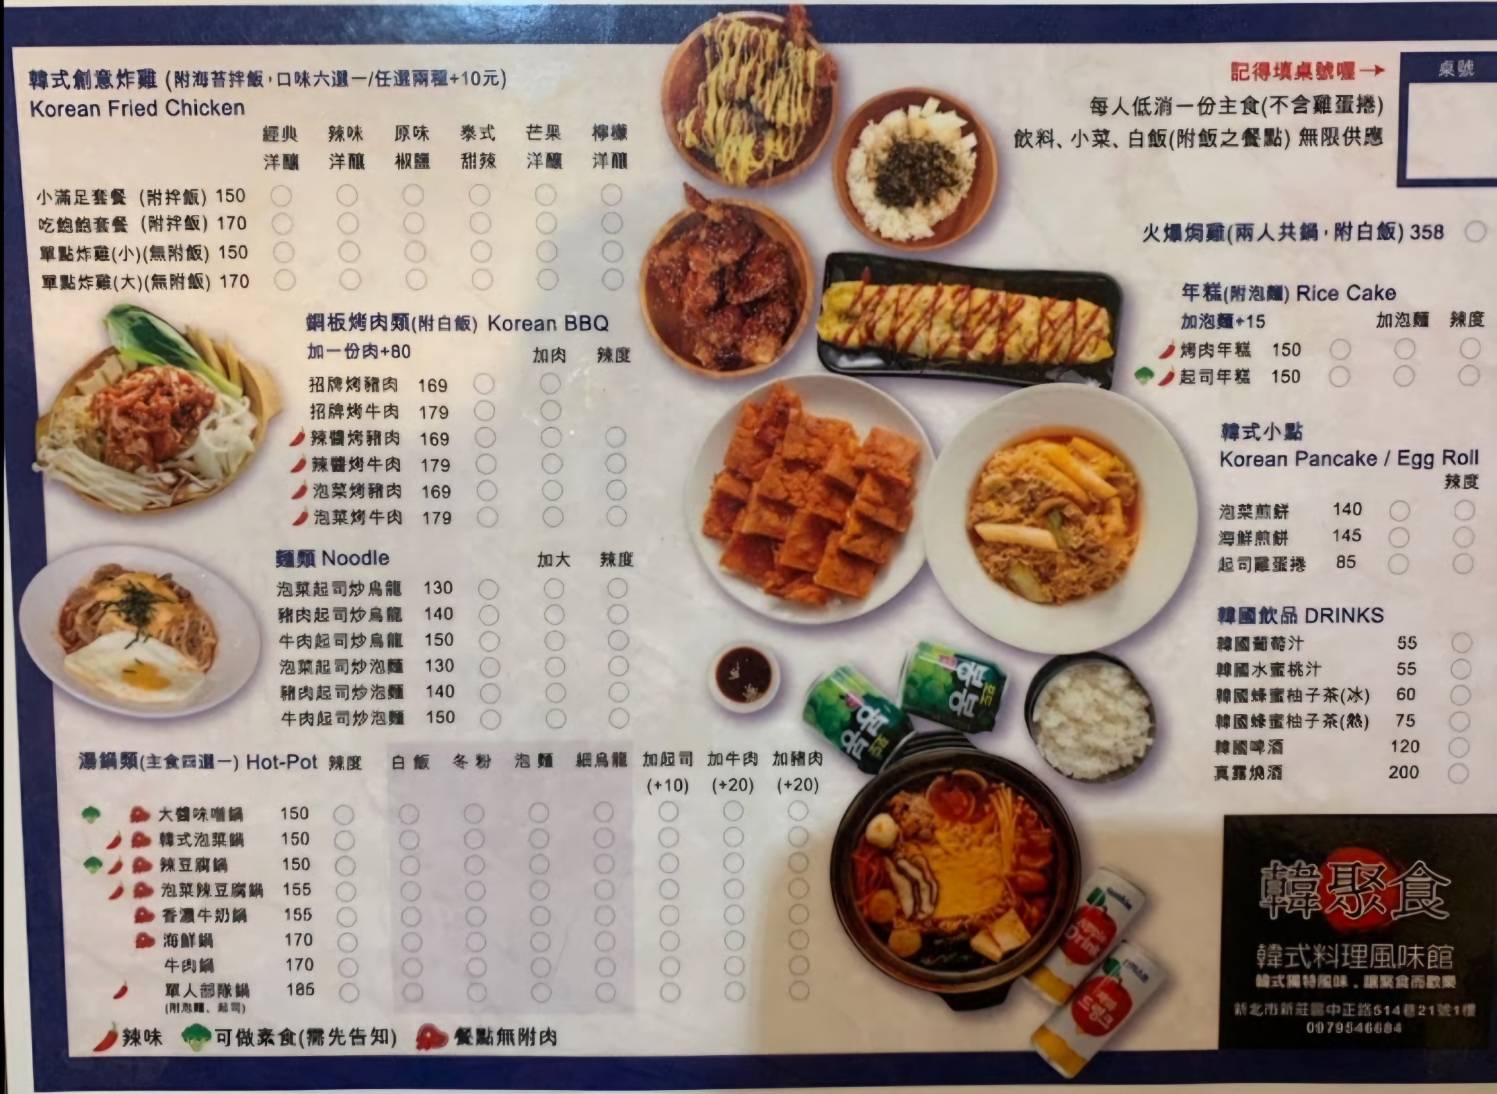 韓式創意炸雞 (附海苔拌飯，口味六選一/任選兩種+10元)
Korean Fried Chicken
經典 辣味 原味 泰式 芒果 檸檬
洋釀 洋釀 椒鹽 甜辣 洋釀 洋釀
小滿足套餐 (附拌飯) 150
吃飽飽套餐 (附拌飯) 170
單點炸雞(小)(無附飯) 150
單點炸雞(大)(無附飯) 170
銅板烤肉類(附白飯) Korean BBQ
加一份肉+80 加肉 辣度
招牌烤豬肉 169
招牌烤牛肉 179
辣醬烤豬肉 169
辣醬烤牛肉 179
泡菜烤豬肉 169
泡菜烤牛肉 179
麵類 Noodle 加大 辣度
泡菜起司炒烏龍 130
豬肉起司炒烏龍 140
牛肉起司炒烏龍 150
泡菜起司炒泡麵 130
豬肉起司炒泡麵 140
牛肉起司炒泡麵 150
湯鍋類(主食四選一) Hot-Pot 辣度 白飯 冬粉 泡麵 細烏龍 加起司 加牛肉 加豬肉
(+10) (+20) (+20)
大醬味噌鍋 150
韓式泡菜鍋 150
辣豆腐鍋 150
泡菜辣豆腐鍋 155
香濃牛奶鍋 155
海鮮鍋 170
牛肉鍋 170
單人部隊鍋 185
(附泡麵、起司)
辣味 可做素食(需先告知) 餐點無附肉
記得填桌號喔→ 桌號
每人低消一份主食(不含雞蛋捲)
飲料、小菜、白飯(附飯之餐點) 無限供應
火爆焗雞(兩人共鍋，附白飯) 358
年糕(附泡麵) Rice Cake
加泡麵+15 加泡麵 辣度
烤肉年糕 150
起司年糕 150
韓式小點
Korean Pancake / Egg Roll
辣度
泡菜煎餅 140
海鮮煎餅 145
起司雞蛋捲 85
韓國飲品 DRINKS
韓國葡萄汁 55
韓國水蜜桃汁 55
韓國蜂蜜柚子茶(冰) 60
韓國蜂蜜柚子茶(熱) 75
韓國啤酒 120
真露燒酒 200
韓聚食
韓式料理風味館
韓式獨特風味．讓聚食而歡樂
新北市新莊區中正路514巷21號1樓
0979546684